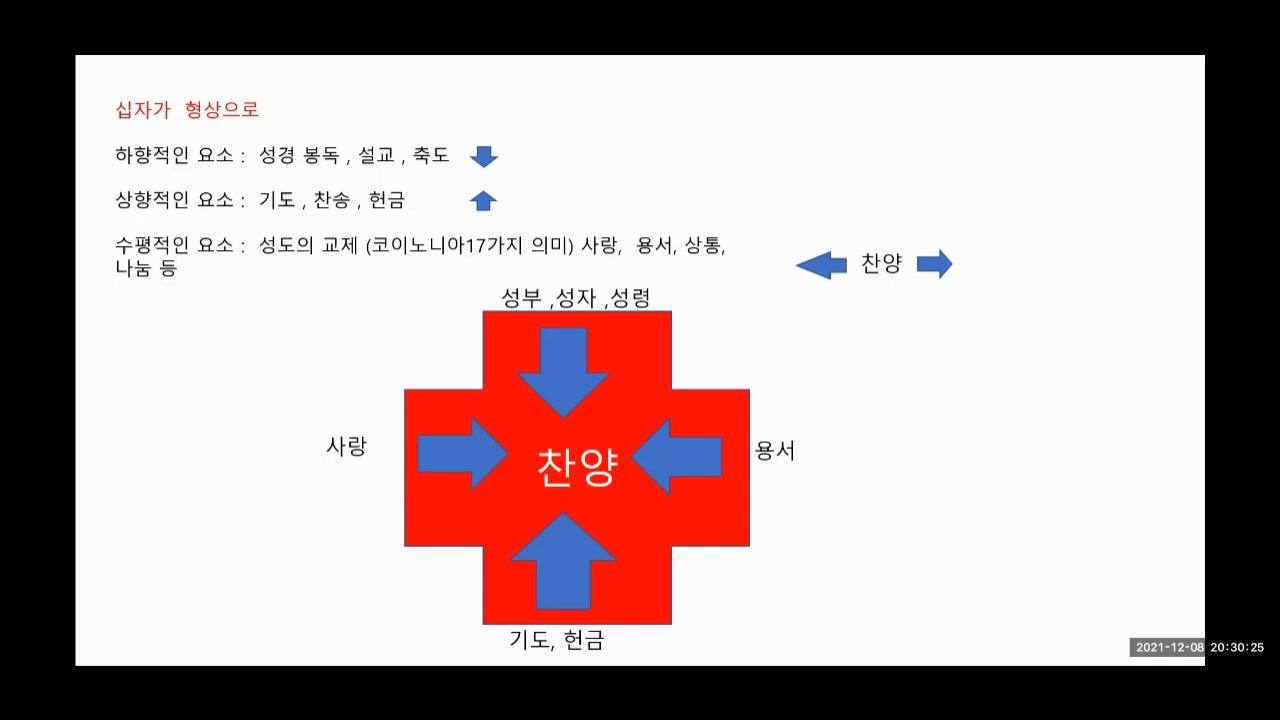 십자가 형상으로
하향적인 요소 : 성경 봉독 , 설교 , 축도
상향적인 요소 : 기도 , 찬송 , 헌금
수평적인 요소 : 성도의 교제 (코이노니아17가지 의미) 사랑, 용서, 상통,
나눔 등
찬양
성부 ,성자 ,성령
사랑
찬양
용서
기도, 헌금
2021-12-08 20:30:25